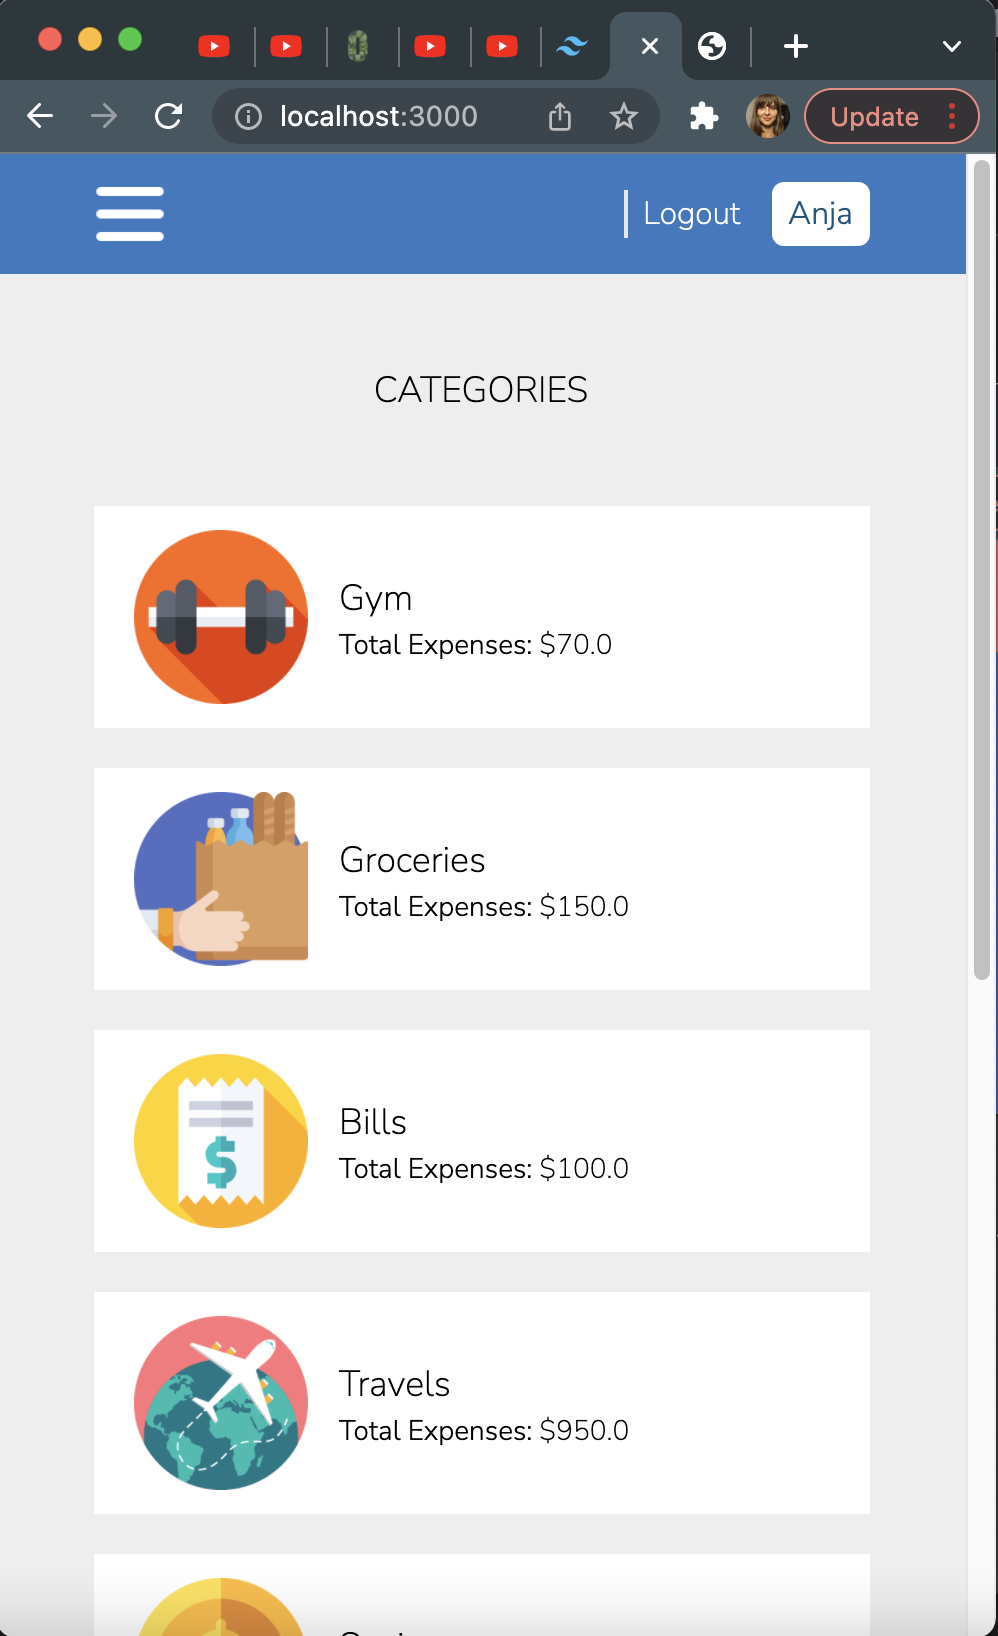 localhost:3000
Update
Logout
Anja
CATEGORIES
Gym
Total Expenses: $70.0
Groceries
Total Expenses: $150.0
Bills
Total Expenses: $100.0
$
Travels
Total Expenses: $950.0